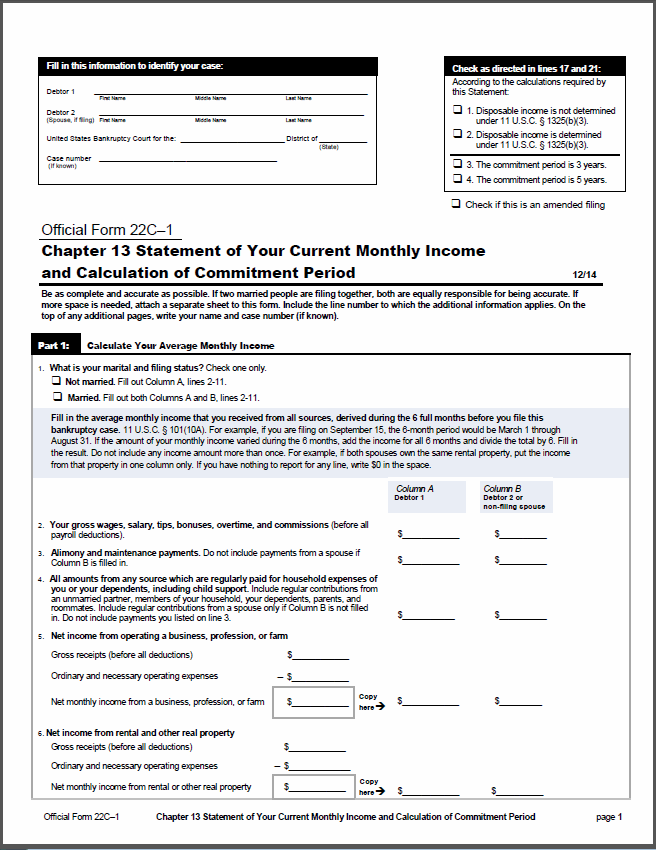 Fill in this information to identify your case:
Debtor 1
First Name Middle Name Last Name
Debtor 2
(Spouse, if filing) First Name Middle Name Last Name
United States Bankruptcy Court for the: District of
(State)
Case number
(If known)
Check as directed in lines 17 and 21:
According to the calculations required by
this Statement:
1. Disposable income is not determined
under 11 U.S.C. § 1325(b)(3).
2. Disposable income is determined
under 11 U.S.C. § 1325(b)(3).
3. The commitment period is 3 years.
4. The commitment period is 5 years.
Check if this is an amended filing
Official Form 22C–1
Chapter 13 Statement of Your Current Monthly Income
and Calculation of Commitment Period 12/14
Be as complete and accurate as possible. If two married people are filing together, both are equally responsible for being accurate. If
more space is needed, attach a separate sheet to this form. Include the line number to which the additional information applies. On the
top of any additional pages, write your name and case number (if known).
Part 1: Calculate Your Average Monthly Income
1. What is your marital and filing status? Check one only.
Not married. Fill out Column A, lines 2-11.
Married. Fill out both Columns A and B, lines 2-11.
Fill in the average monthly income that you received from all sources, derived during the 6 full months before you file this
bankruptcy case. 11 U.S.C. § 101(10A). For example, if you are filing on September 15, the 6-month period would be March 1 through
August 31. If the amount of your monthly income varied during the 6 months, add the income for all 6 months and divide the total by 6. Fill in
the result. Do not include any income amount more than once. For example, if both spouses own the same rental property, put the income
from that property in one column only. If you have nothing to report for any line, write $0 in the space.
Column A Column B
Debtor 1 Debtor 2 or
non-filing spouse
2. Your gross wages, salary, tips, bonuses, overtime, and commissions (before all
payroll deductions). $ $
3. Alimony and maintenance payments. Do not include payments from a spouse if
Column B is filled in. $ $
4. All amounts from any source which are regularly paid for household expenses of
you or your dependents, including child support. Include regular contributions from
an unmarried partner, members of your household, your dependents, parents, and
roommates. Include regular contributions from a spouse only if Column B is not filled
in. Do not include payments you listed on line 3. $ $
5. Net income from operating a business, profession, or farm
Gross receipts (before all deductions) $
Ordinary and necessary operating expenses – $
Net monthly income from a business, profession, or farm $ Copy here➔ $ $
6. Net income from rental and other real property
Gross receipts (before all deductions) $
Ordinary and necessary operating expenses – $
Net monthly income from rental or other real property $ Copy here➔ $ $
Official Form 22C–1 Chapter 13 Statement of Your Current Monthly Income and Calculation of Commitment Period page 1